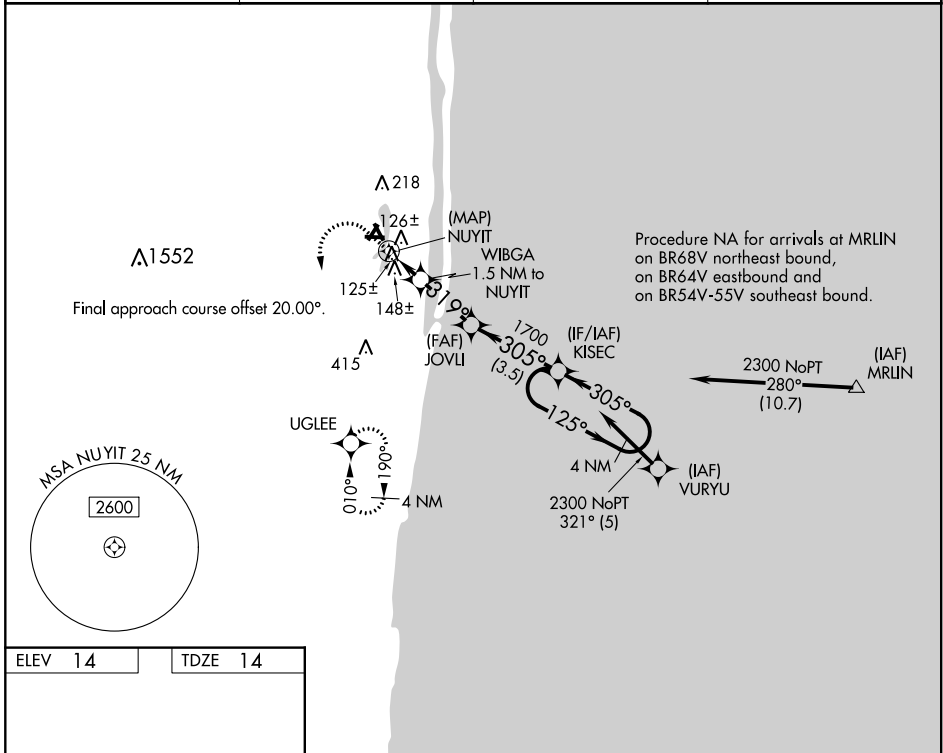 218
126±
(MAP)
NUYIT
WIBGA
1.5 NM to
NUYIT
1552
125±
148±
Final approach course offset 20.00°.
Procedure NA for arrivals at MRLIN
on BR68V northeast bound,
on BR64V eastbound and
on BR54V-55V southeast bound.
319°
(FAF)
JOVLI
1700
305°
(3.5)
(IF/IAF)
KISEC
415
2300 NoPT
280°
(10.7)
(IAF)
MRLIN
305°
125°
UGLEE
010°
190°
4 NM
4 NM
(IAF)
VURYU
2300 NoPT
321° (5)
MSA NUYIT 25 NM
2600
ELEV 14
TDZE 14